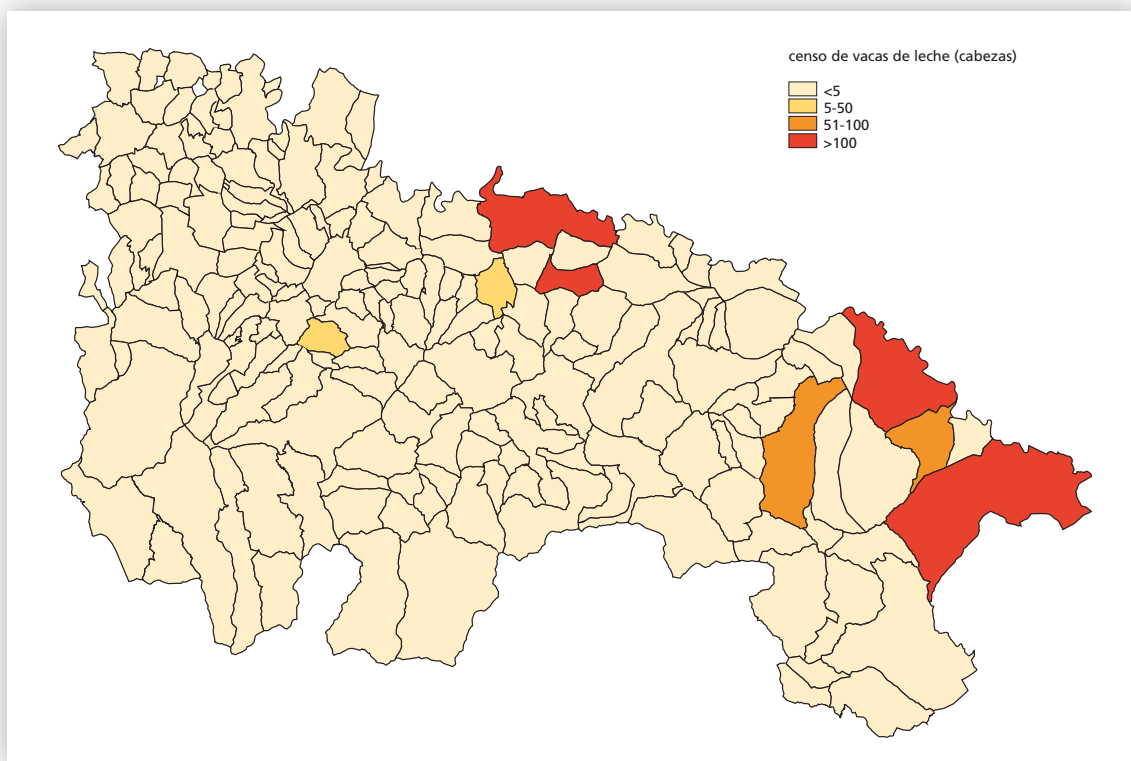 censo de vacas de leche (cabezas)
<5
5-50
51-100
>100